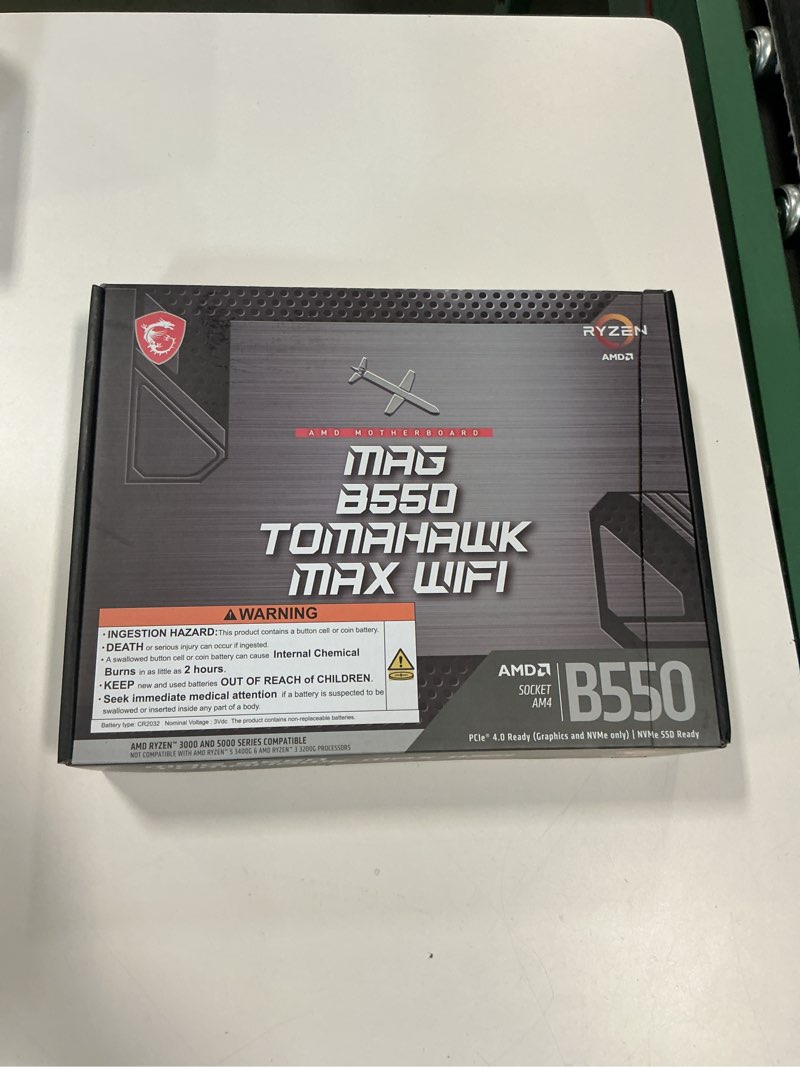 RYZEN
AMD
AMD MOTHERBOARD
MAG
B550
TOMAHAWK
MAX WIFI
WARNING
• INGESTION HAZARD: This product contains a button cell or coin battery.
• DEATH or serious injury can occur if ingested.
• A swallowed button cell or coin battery can cause Internal Chemical
Burns in as little as 2 hours.
• KEEP new and used batteries OUT OF REACH of CHILDREN.
• Seek immediate medical attention if a battery is suspected to be
swallowed or inserted inside any part of body.
Battery type: CR2032 Nominal Voltage : 3Vdc The product contains non-replaceable batteries.
AMD
SOCKET
AM4
B550
AMD RYZEN™ 3000 AND 5000 SERIES COMPATIBLE
NOT COMPATIBLE WITH AMD RYZEN™ 5 3400G & AMD RYZEN™ 3 3200G PROCESSORS
PCIe® 4.0 Ready (Graphics and NVMe only) | NVMe SSD Ready